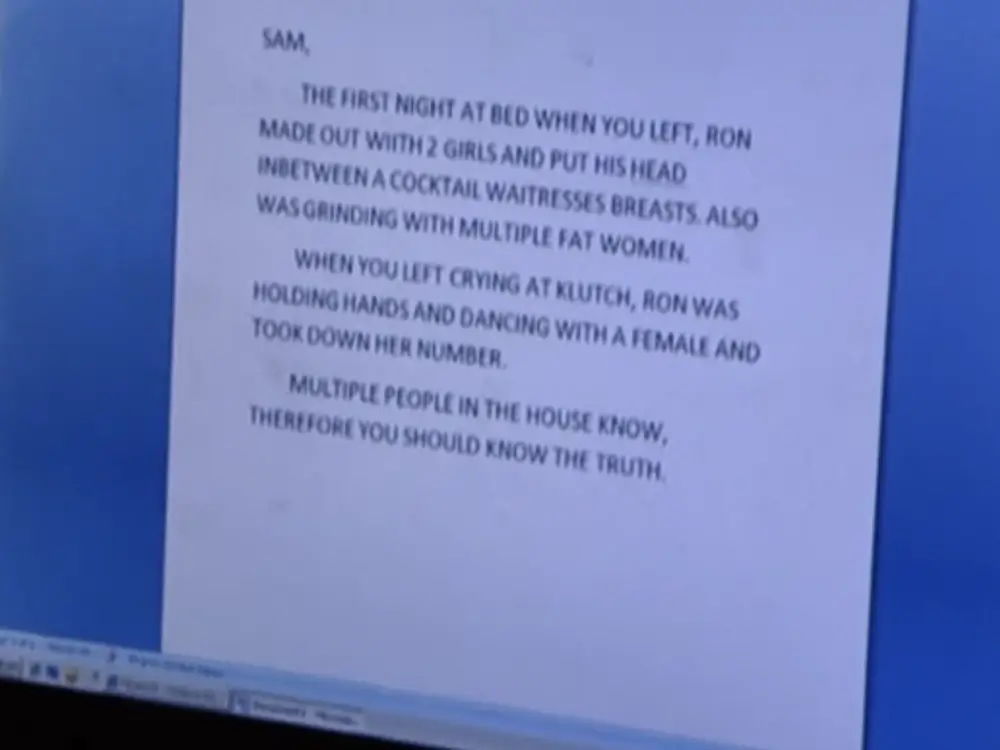 SAM,
THE FIRST NIGHT AT BED WHEN YOU LEFT, RON
MADE OUT WIITH 2 GIRLS AND PUT HIS HEAD
INBETWEEN A COCKTAIL WAITRESSES BREASTS. ALSO
WAS GRINDING WITH MULTIPLE FAT WOMEN.
WHEN YOU LEFT CRYING AT KLUTCH, RON WAS
HOLDING HANDS AND DANCING WITH A FEMALE AND
TOOK DOWN HER NUMBER.
MULTIPLE PEOPLE IN THE HOUSE KNOW,
THEREFORE YOU SHOULD KNOW THE TRUTH.